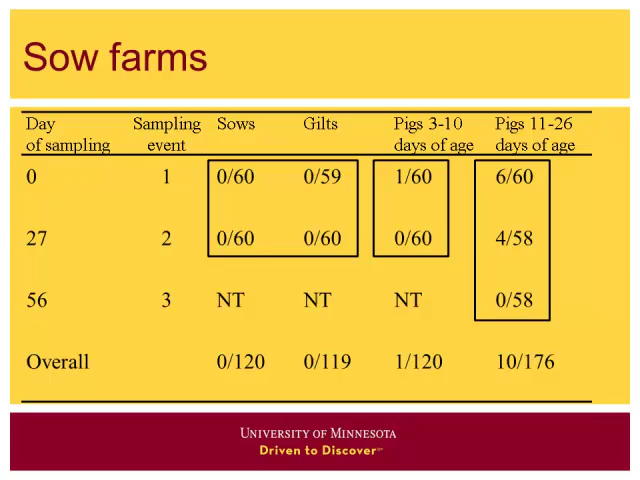 Sow farms
Day Sampling Sows Gilts Pigs 3-10 Pigs 11-26
of sampling event days of age days of age
0 1 0/60 0/59 1/60 6/60
27 2 0/60 0/60 0/60 4/58
56 3 NT NT NT 0/58
Overall 0/120 0/119 1/120 10/176
UNIVERSITY OF MINNESOTA
Driven to Discover